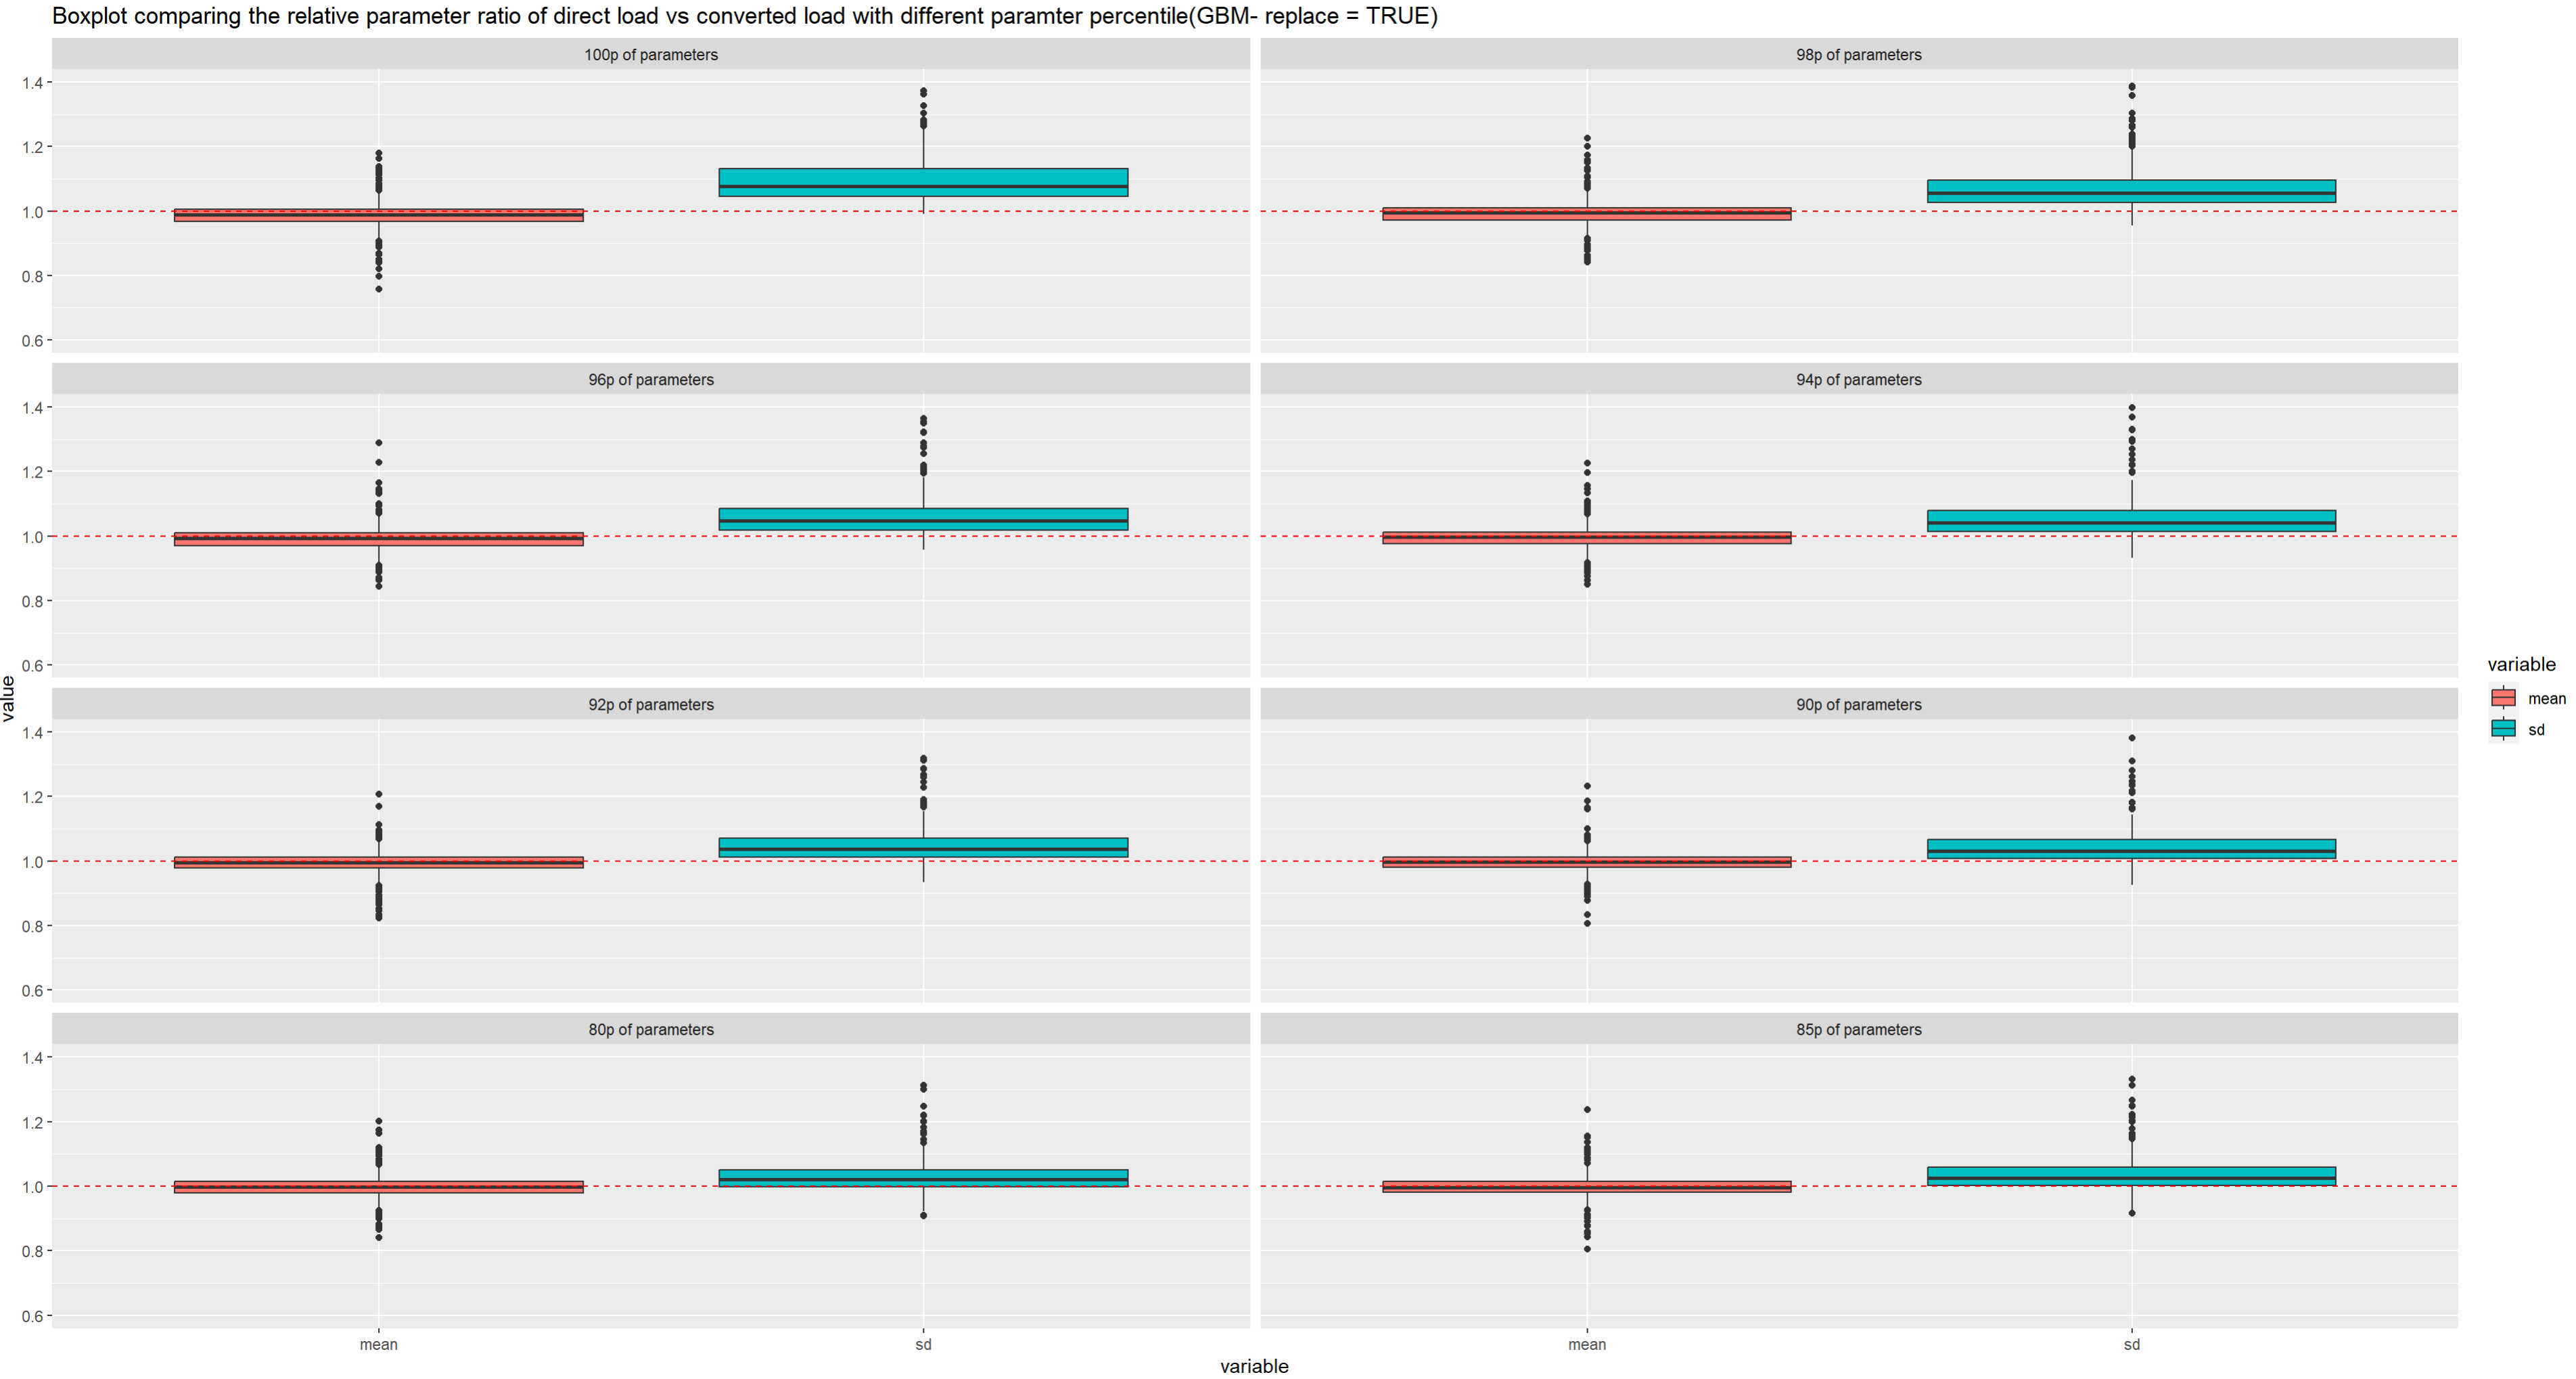 Boxplot comparing the relative parameter ratio of direct load vs converted load with different paramter percentile(GBM- replace = TRUE)
100p of parameters
98p of parameters
1.4
1.2
1.0
0.8
0.6
96p of parameters
94p of parameters
1.4
1.2
1.0
0.8
0.6
92p of parameters
90p of parameters
1.4
1.2
1.0
0.8
0.6
80p of parameters
85p of parameters
1.4
1.2
1.0
0.8
0.6
mean
sd
mean
sd
variable
value
variable
mean
sd